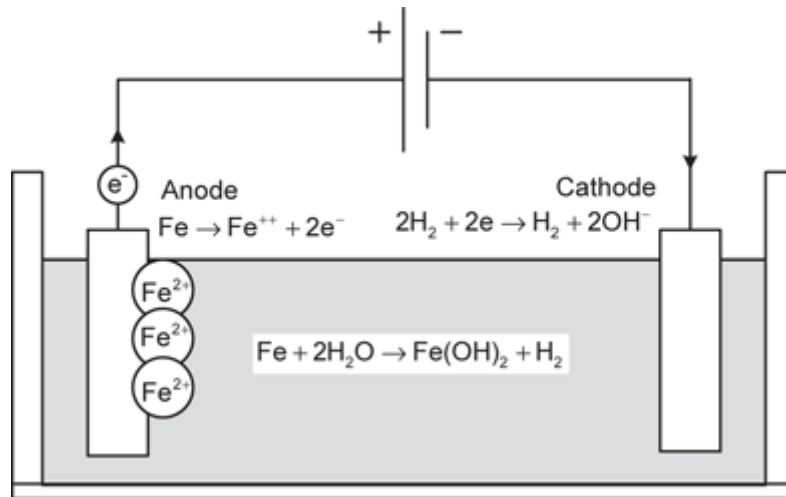 + −
e⁻
Anode
Fe → Fe⁺⁺ + 2e⁻
Cathode
2H₂ + 2e → H₂ + 2OH⁻
Fe²⁺
Fe²⁺
Fe²⁺
Fe + 2H₂O → Fe(OH)₂ + H₂